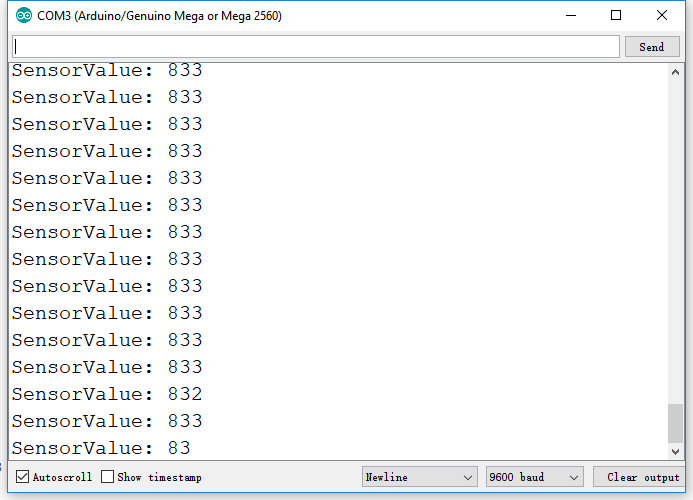 COM3 (Arduino/Genuino Mega or Mega 2560)
Send
SensorValue: 833
SensorValue: 833
SensorValue: 833
SensorValue: 833
SensorValue: 833
SensorValue: 833
SensorValue: 833
SensorValue: 833
SensorValue: 833
SensorValue: 833
SensorValue: 833
SensorValue: 833
SensorValue: 832
SensorValue: 833
SensorValue: 83
Autoscroll Show timestamp Newline 9600 baud Clear output